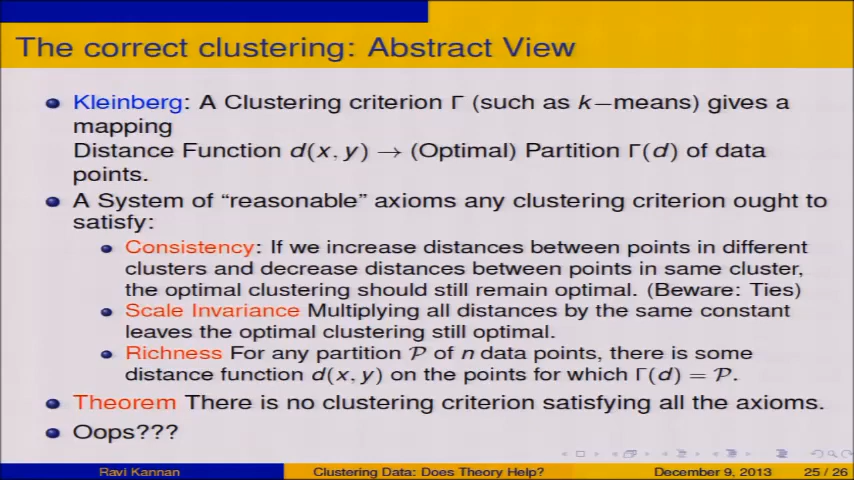 The correct clustering: Abstract View
Kleinberg: A Clustering criterion Γ (such as k−means) gives a
mapping
Distance Function d(x, y) → (Optimal) Partition Γ(d) of data
points.
A System of “reasonable” axioms any clustering criterion ought to
satisfy:
Consistency: If we increase distances between points in different
clusters and decrease distances between points in same cluster,
the optimal clustering should still remain optimal. (Beware: Ties)
Scale Invariance Multiplying all distances by the same constant
leaves the optimal clustering still optimal.
Richness For any partition 𝒫 of n data points, there is some
distance function d(x, y) on the points for which Γ(d) = 𝒫.
Theorem There is no clustering criterion satisfying all the axioms.
Oops???
Ravi Kannan Clustering Data: Does Theory Help? December 9, 2013 25 / 26